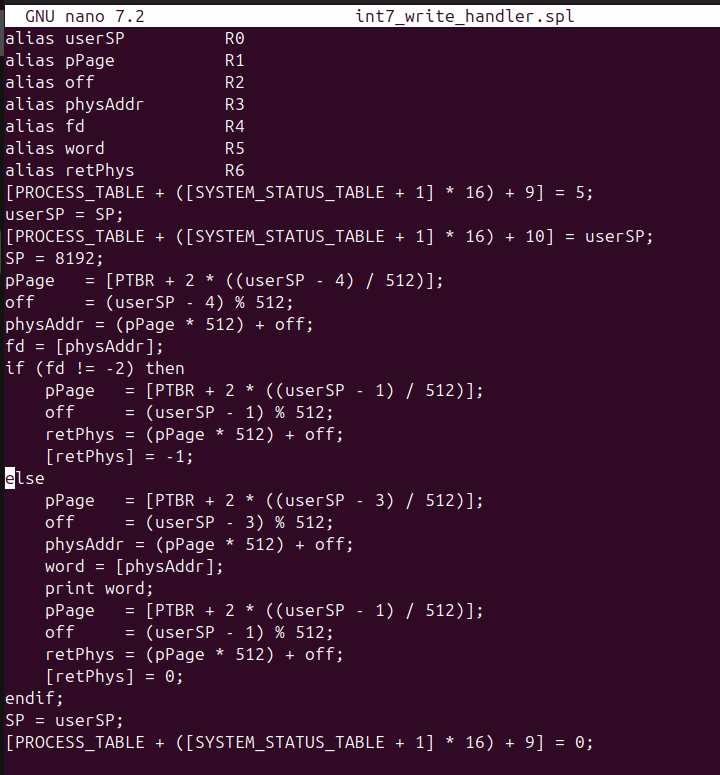 GNU nano 7.2 int7_write_handler.spl
alias userSP R0
alias pPage R1
alias off R2
alias physAddr R3
alias fd R4
alias word R5
alias retPhys R6
[PROCESS_TABLE + ([SYSTEM_STATUS_TABLE + 1] * 16) + 9] = 5;
userSP = SP;
[PROCESS_TABLE + ([SYSTEM_STATUS_TABLE + 1] * 16) + 10] = userSP;
SP = 8192;
pPage = [PTBR + 2 * ((userSP - 4) / 512)];
off = (userSP - 4) % 512;
physAddr = (pPage * 512) + off;
fd = [physAddr];
if (fd != -2) then
    pPage = [PTBR + 2 * ((userSP - 1) / 512)];
    off = (userSP - 1) % 512;
    retPhys = (pPage * 512) + off;
    [retPhys] = -1;
else
    pPage = [PTBR + 2 * ((userSP - 3) / 512)];
    off = (userSP - 3) % 512;
    physAddr = (pPage * 512) + off;
    word = [physAddr];
    print word;
    pPage = [PTBR + 2 * ((userSP - 1) / 512)];
    off = (userSP - 1) % 512;
    retPhys = (pPage * 512) + off;
    [retPhys] = 0;
endif;
SP = userSP;
[PROCESS_TABLE + ([SYSTEM_STATUS_TABLE + 1] * 16) + 9] = 0;